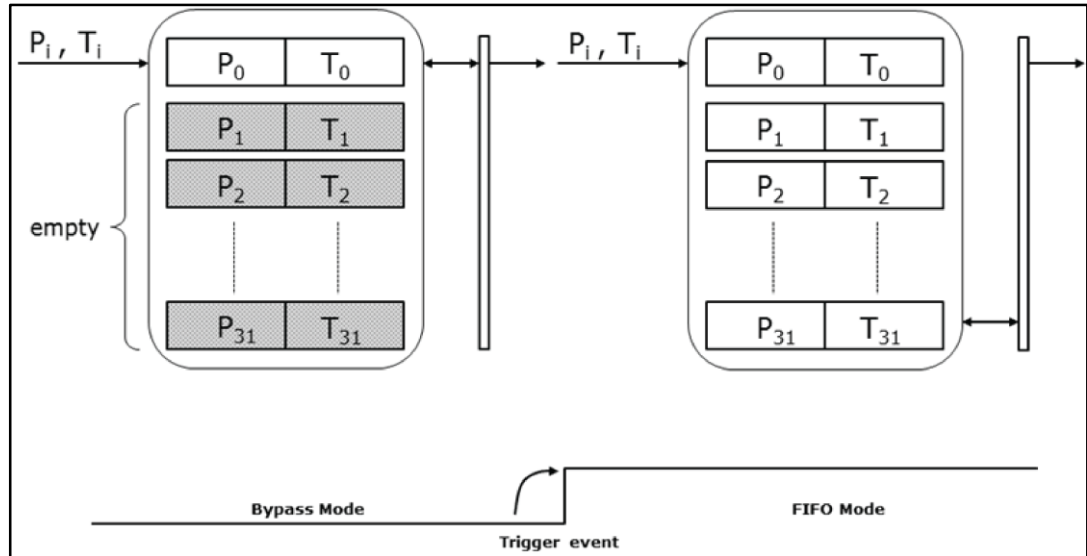 Pᵢ , Tᵢ
P₀ T₀
P₁ T₁
P₂ T₂
empty
P₃₁ T₃₁
Pᵢ, Tᵢ
P₀ T₀
P₁ T₁
P₂ T₂
P₃₁ T₃₁
Bypass Mode
Trigger event
FIFO Mode